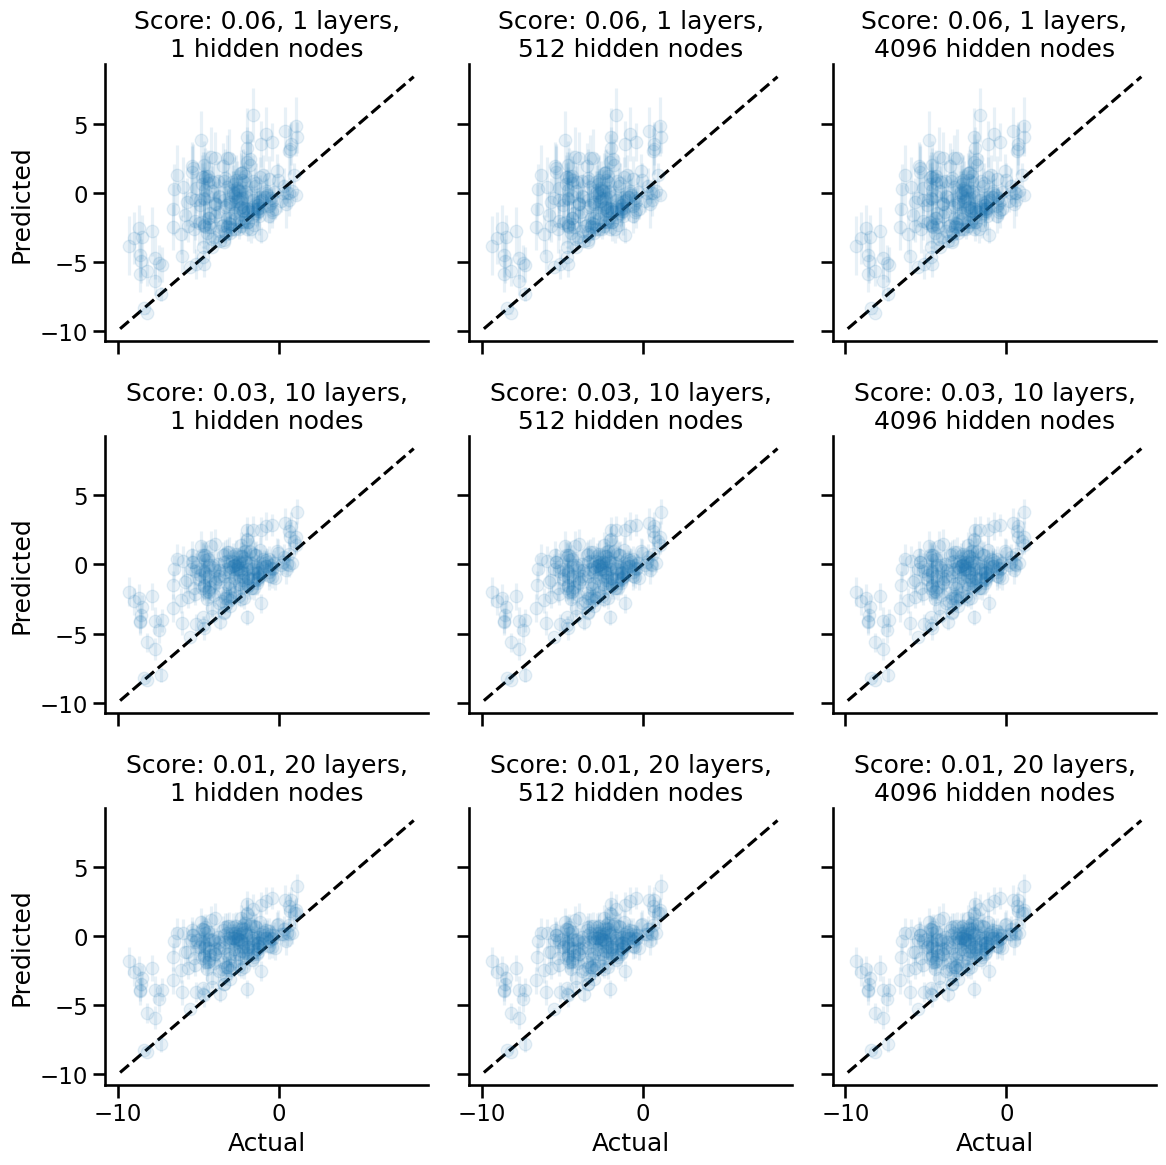 Score: 0.06, 1 layers,
1 hidden nodes
Score: 0.06, 1 layers,
512 hidden nodes
Score: 0.06, 1 layers,
4096 hidden nodes
Predicted
5
0
−5
−10
Score: 0.03, 10 layers,
1 hidden nodes
Score: 0.03, 10 layers,
512 hidden nodes
Score: 0.03, 10 layers,
4096 hidden nodes
Predicted
5
0
−5
−10
Score: 0.01, 20 layers,
1 hidden nodes
Score: 0.01, 20 layers,
512 hidden nodes
Score: 0.01, 20 layers,
4096 hidden nodes
Predicted
5
0
−5
−10
−10 0
−10 0
−10 0
Actual
Actual
Actual